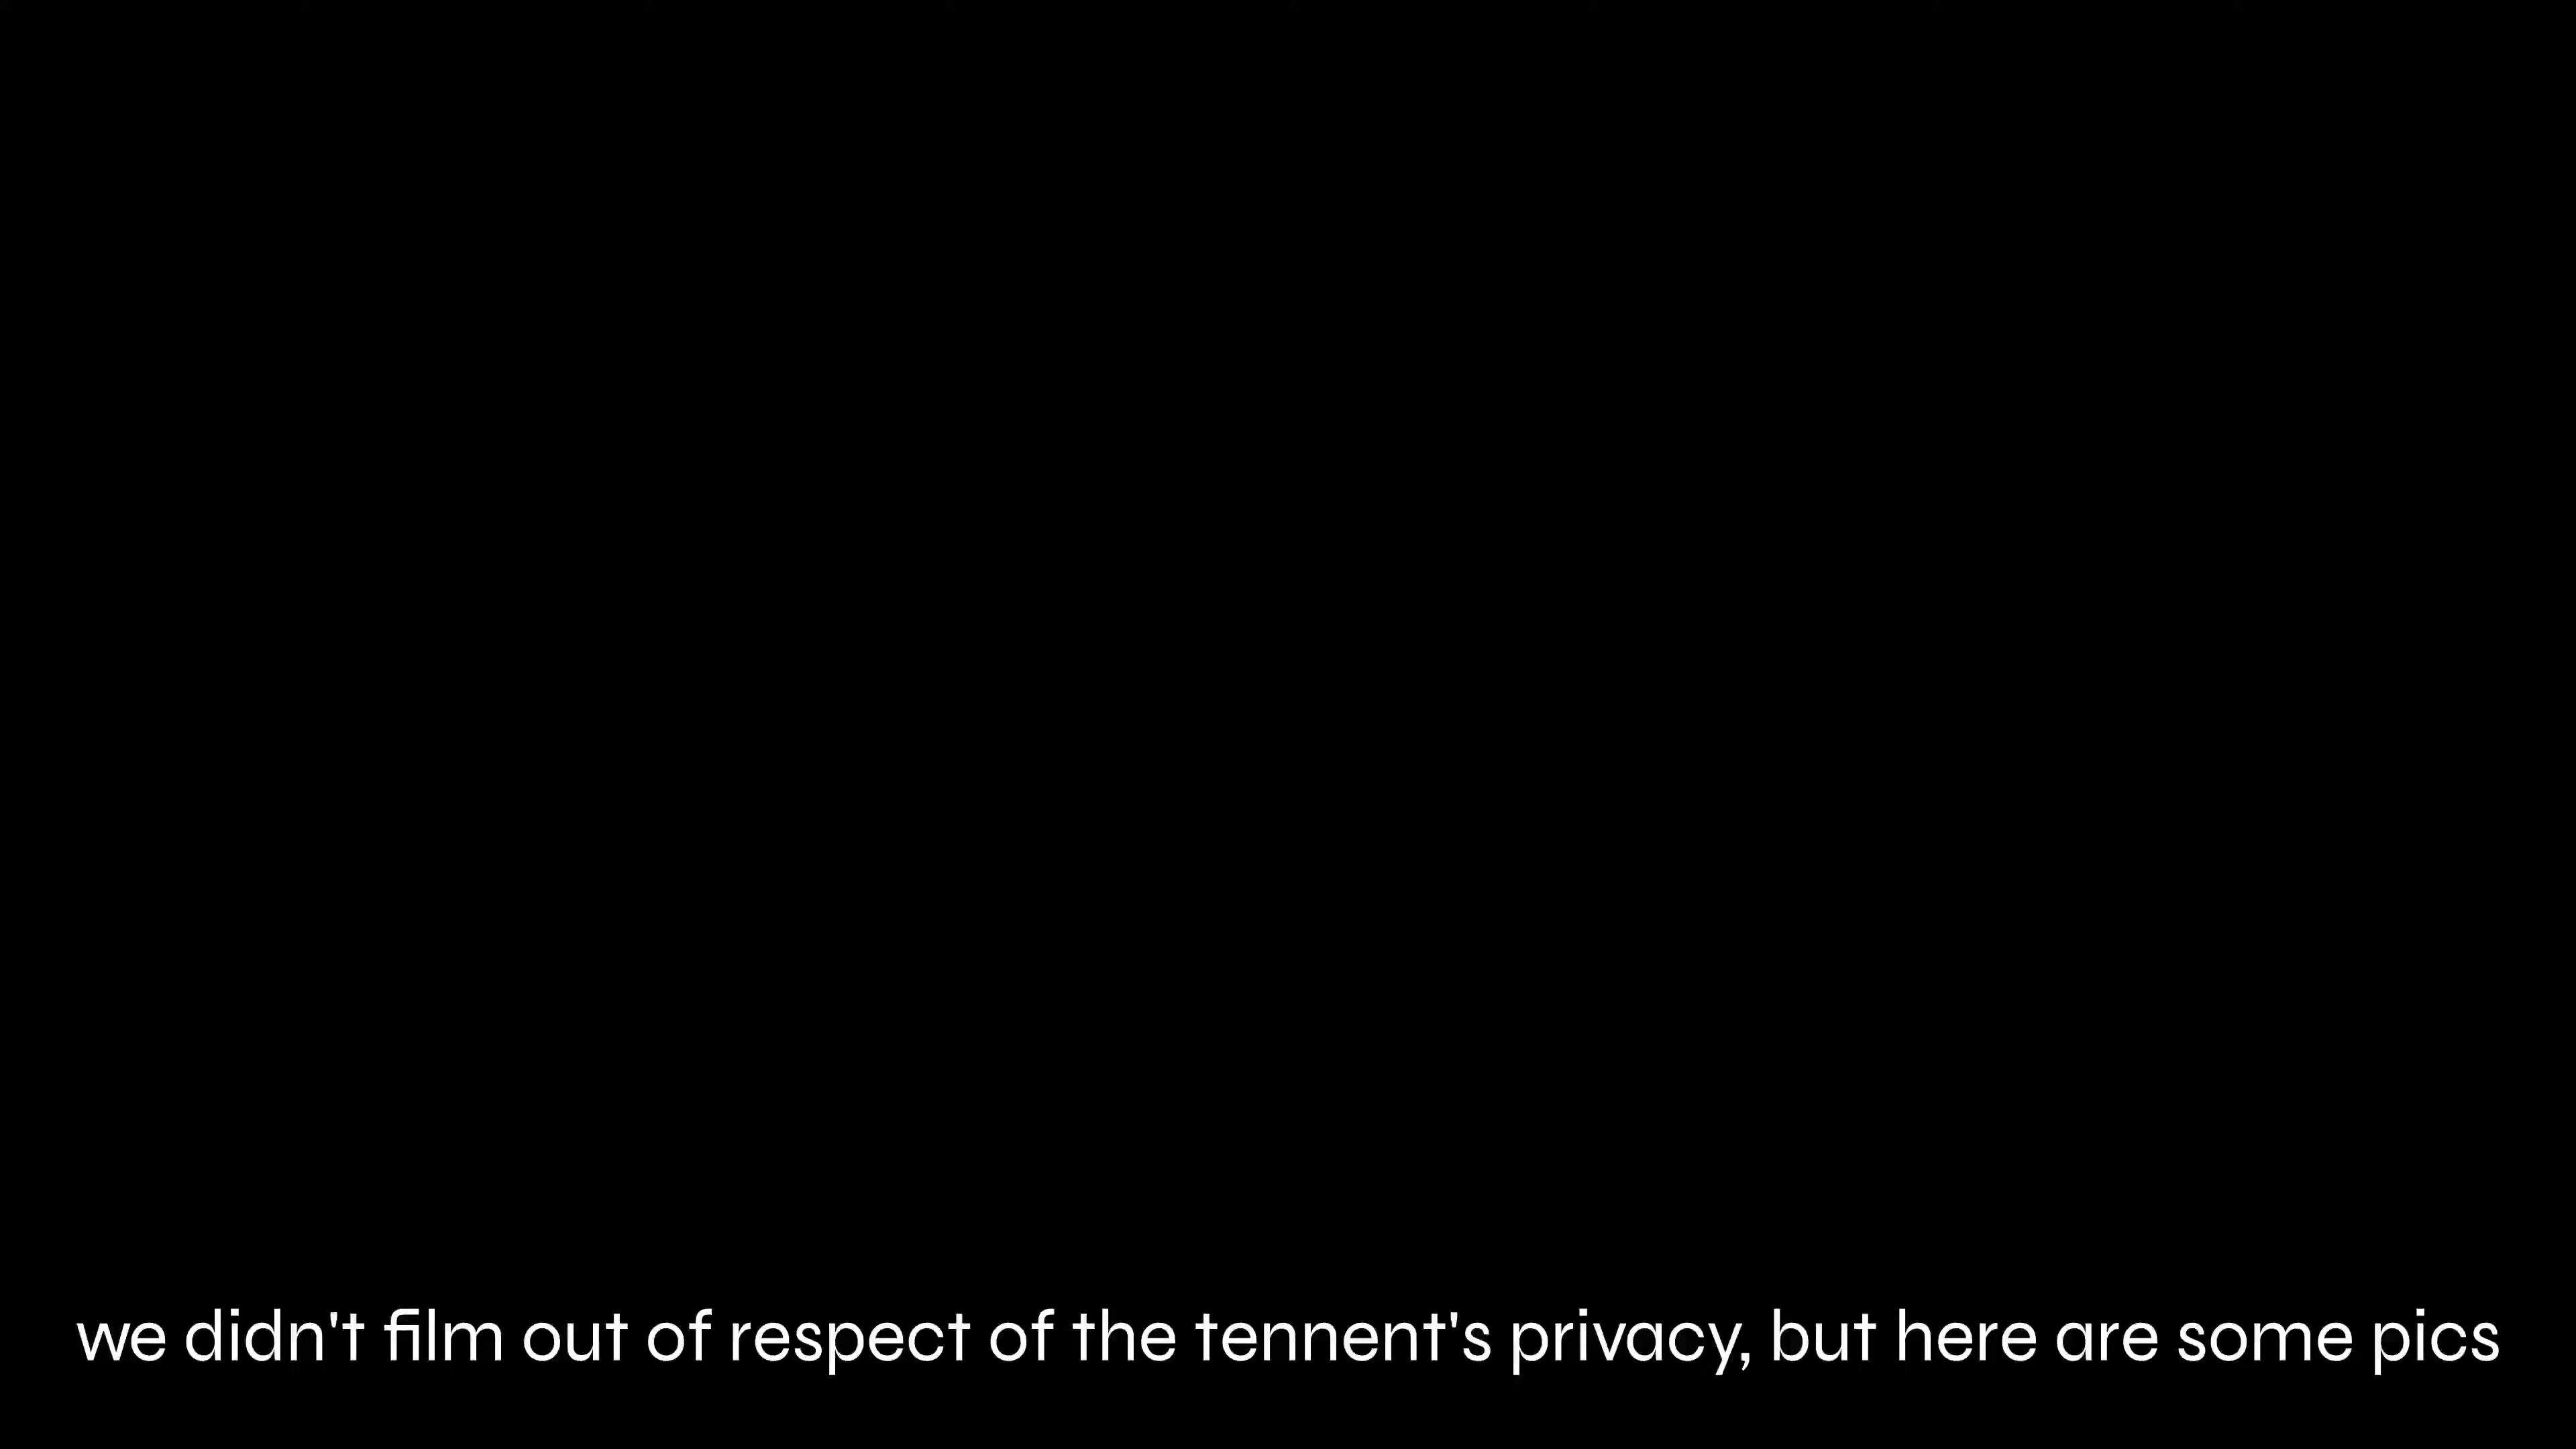 we didn't film out of respect of the tennent's privacy, but here are some pics